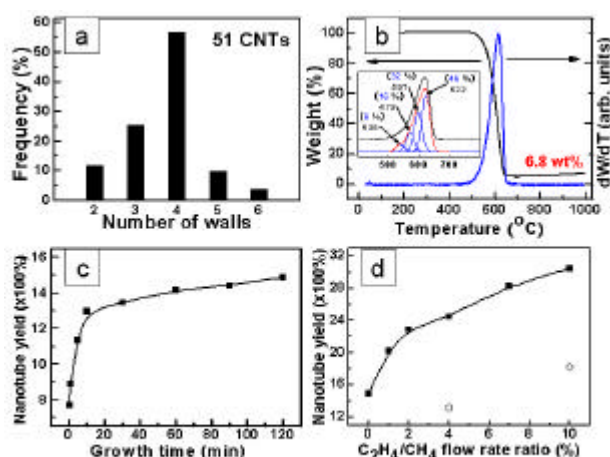 a
51 CNTs
Frequency (%)
60
50
40
30
20
10
0
2 3 4 5 6
Number of walls
b
Weight (%)
100
80
60
40
20
0
6.8 wt%
dW/dT (arb. units)
0 200 400 600 800 1000
Temperature (°C)
500 600 700
c
Nanotube yield (x100%)
16
14
12
10
8
0 20 40 60 80 100 120
Growth time (min)
d
Nanotube yield (x100%)
32
28
24
20
16
12
0 2 4 6 8 10
C2H4/CH4 flow rate ratio (%)